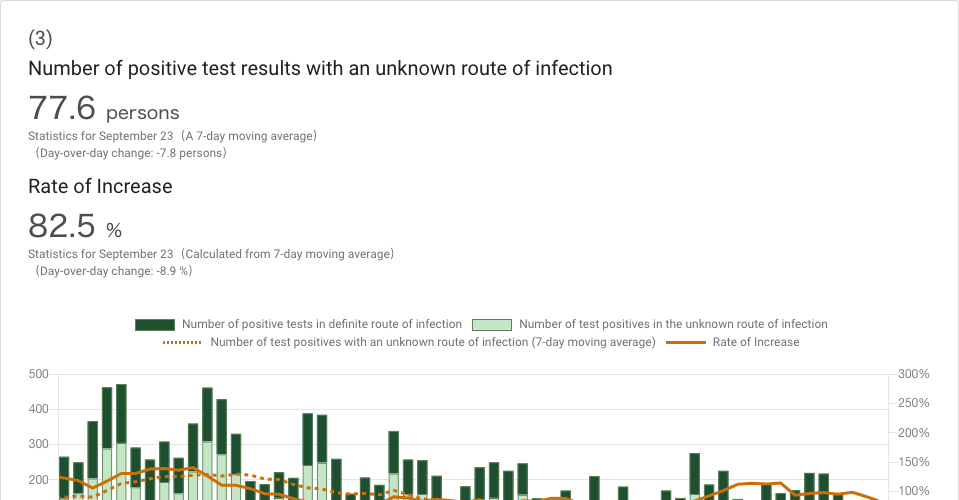 (3)
Number of positive test results with an unknown route of infection
77.6 persons
Statistics for September 23（A 7-day moving average）
（Day-over-day change: -7.8 persons）
Rate of Increase
82.5 %
Statistics for September 23（Calculated from 7-day moving average）
（Day-over-day change: -8.9 %）
Number of positive tests in definite route of infection Number of test positives in the unknown route of infection
Number of test positives with an unknown route of infection (7-day moving average) Rate of Increase
500 300%
250%
400
200%
300
150%
200
100%